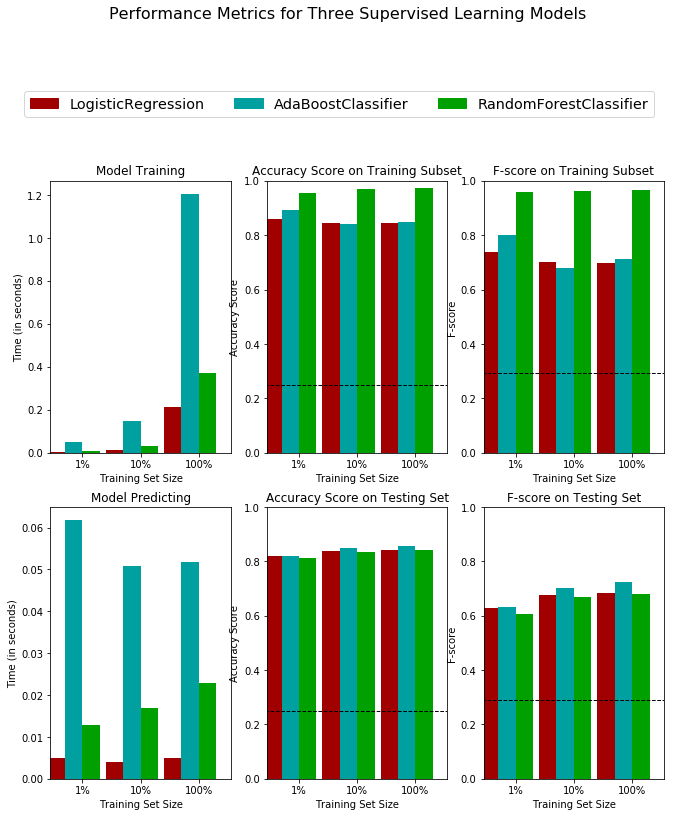 Performance Metrics for Three Supervised Learning Models
LogisticRegression AdaBoostClassifier RandomForestClassifier
Model Training
Time (in seconds)
1.2
1.0
0.8
0.6
0.4
0.2
0.0
1% 10% 100%
Training Set Size
Accuracy Score on Training Subset
Accuracy Score
1.0
0.8
0.6
0.4
0.2
0.0
1% 10% 100%
Training Set Size
F-score on Training Subset
F-score
1.0
0.8
0.6
0.4
0.2
0.0
1% 10% 100%
Training Set Size
Model Predicting
Time (in seconds)
0.06
0.05
0.04
0.03
0.02
0.01
0.00
1% 10% 100%
Training Set Size
Accuracy Score on Testing Set
Accuracy Score
1.0
0.8
0.6
0.4
0.2
0.0
1% 10% 100%
Training Set Size
F-score on Testing Set
F-score
1.0
0.8
0.6
0.4
0.2
0.0
1% 10% 100%
Training Set Size